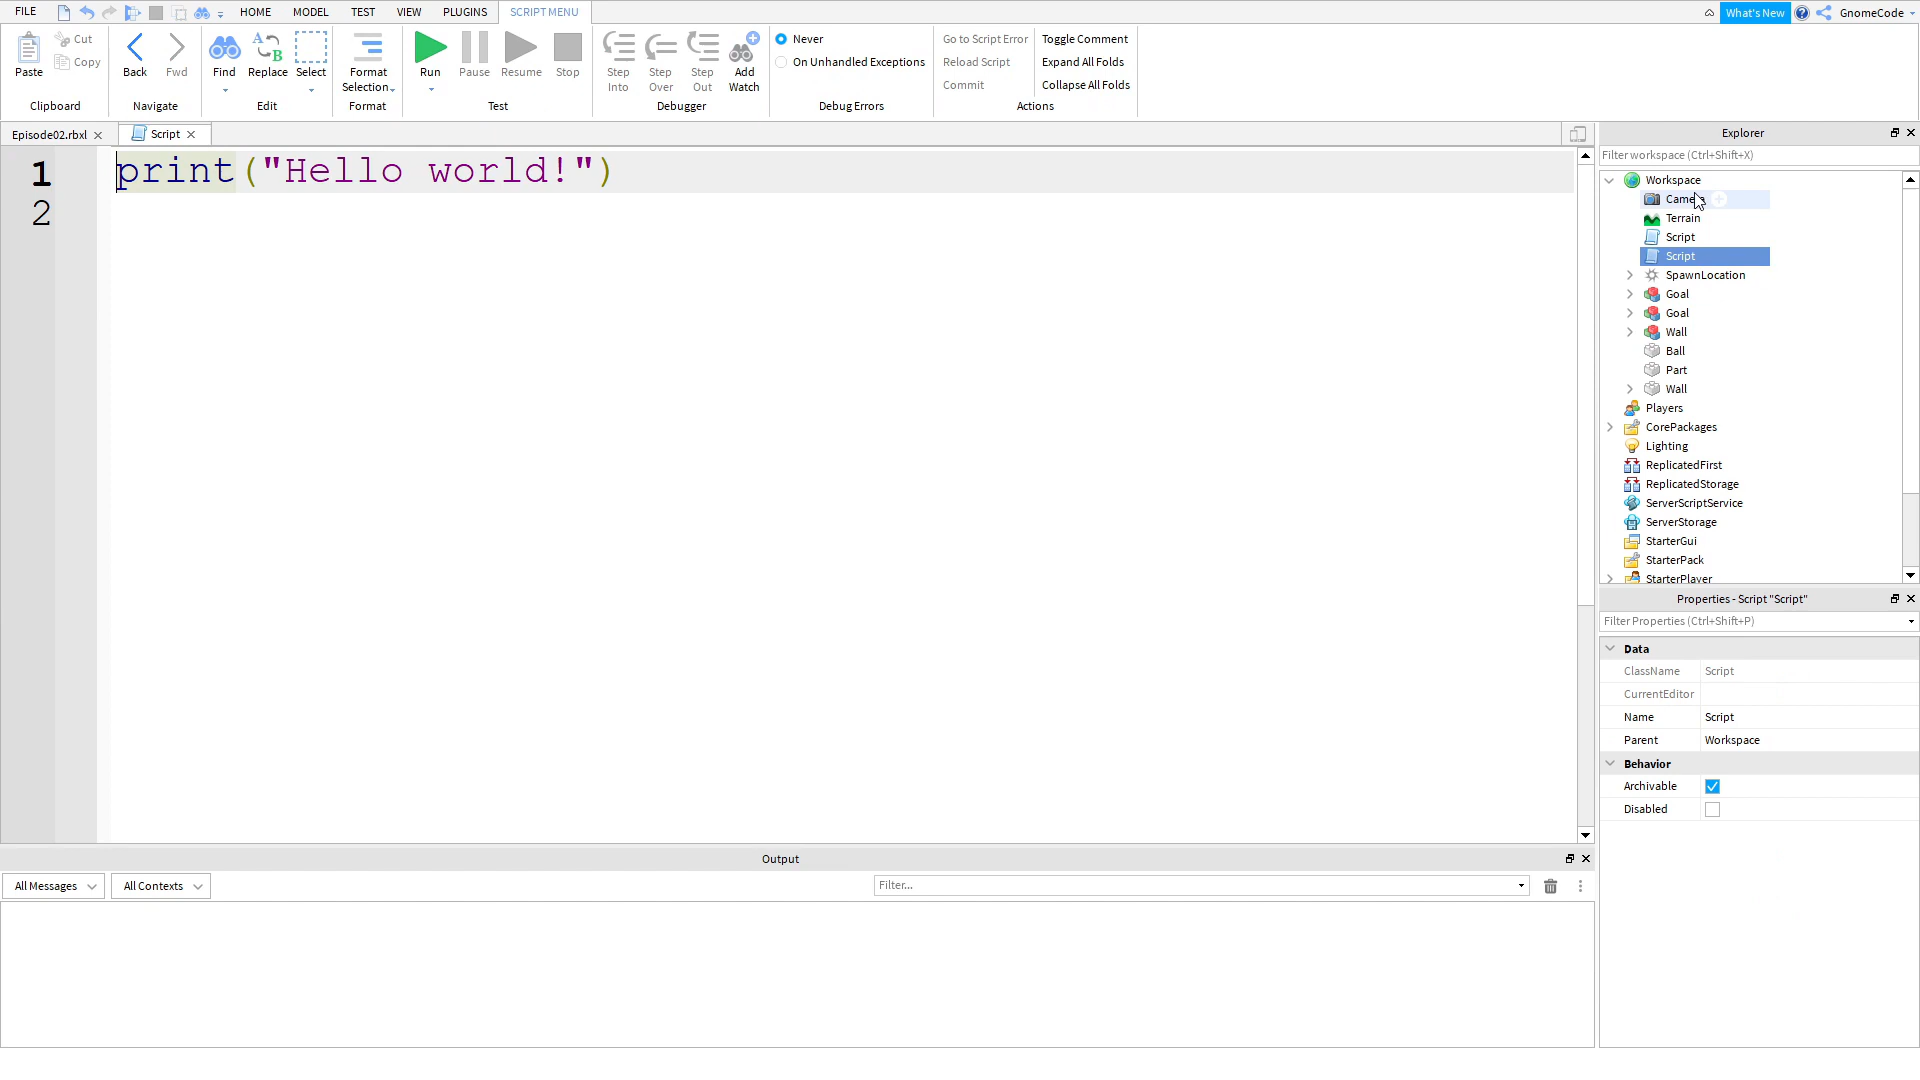 FILE HOME MODEL TEST VIEW PLUGINS SCRIPT MENU What's New GnomeCode
Paste Cut Copy Clipboard
Back Fwd Navigate
Find Replace Select Edit
Format Selection Format
Run Pause Resume Stop Test
Step Into Step Over Step Out Add Watch Debugger
Never
On Unhandled Exceptions
Debug Errors
Go to Script Error Toggle Comment
Reload Script Expand All Folds
Commit Collapse All Folds
Actions
Episode02.rbxl Script
1 print("Hello world!")
2
Explorer
Filter workspace (Ctrl+Shift+X)
Workspace
Camera
Terrain
Script
Script
SpawnLocation
Goal
Goal
Wall
Ball
Part
Wall
Players
CorePackages
Lighting
ReplicatedFirst
ReplicatedStorage
ServerScriptService
ServerStorage
StarterGui
StarterPack
StarterPlayer
Properties - Script "Script"
Filter Properties (Ctrl+Shift+P)
Data
ClassName Script
CurrentEditor
Name Script
Parent Workspace
Behavior
Archivable
Disabled
Output
All Messages All Contexts Filter...